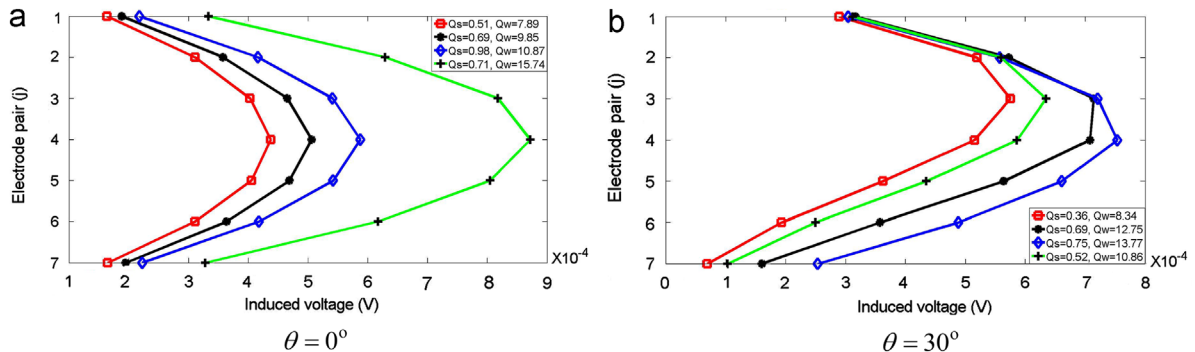 a
Electrode pair (j)
1
2
3
4
5
6
7
Qs=0.51, Qw=7.89
Qs=0.69, Qw=9.85
Qs=0.98, Qw=10.87
Qs=0.71, Qw=15.74
1 2 3 4 5 6 7 8 9
X10-4
Induced voltage (V)
θ = 0°
b
Electrode pair (j)
1
2
3
4
5
6
7
Qs=0.36, Qw=8.34
Qs=0.69, Qw=12.75
Qs=0.75, Qw=13.77
Qs=0.52, Qw=10.86
0 1 2 3 4 5 6 7 8
X10-4
Induced voltage (V)
θ = 30°